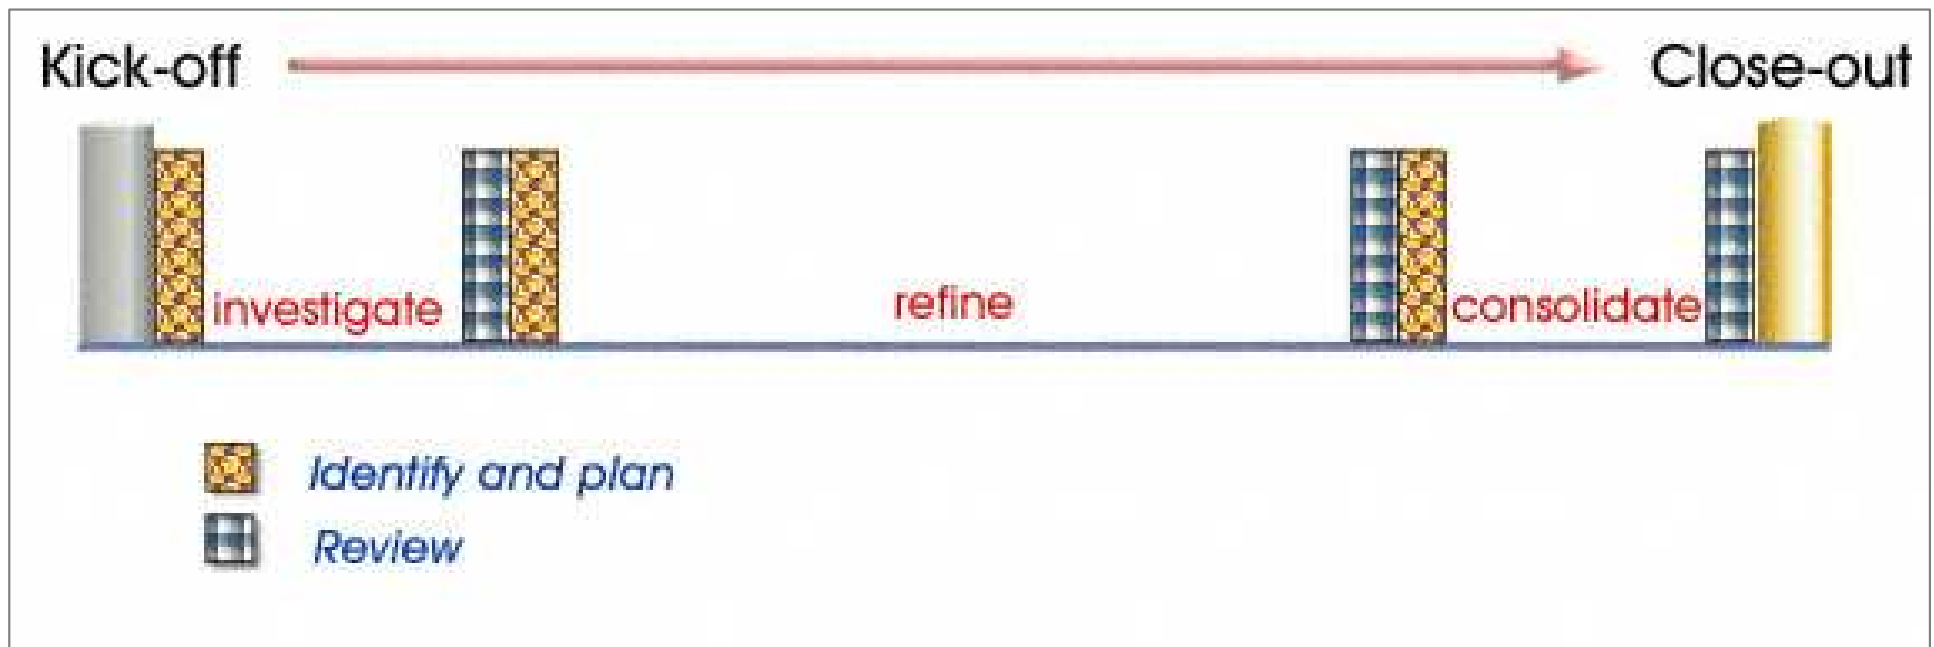 Kick-off
Close-out
investigate
refine
consolidate
Identify and plan
Review